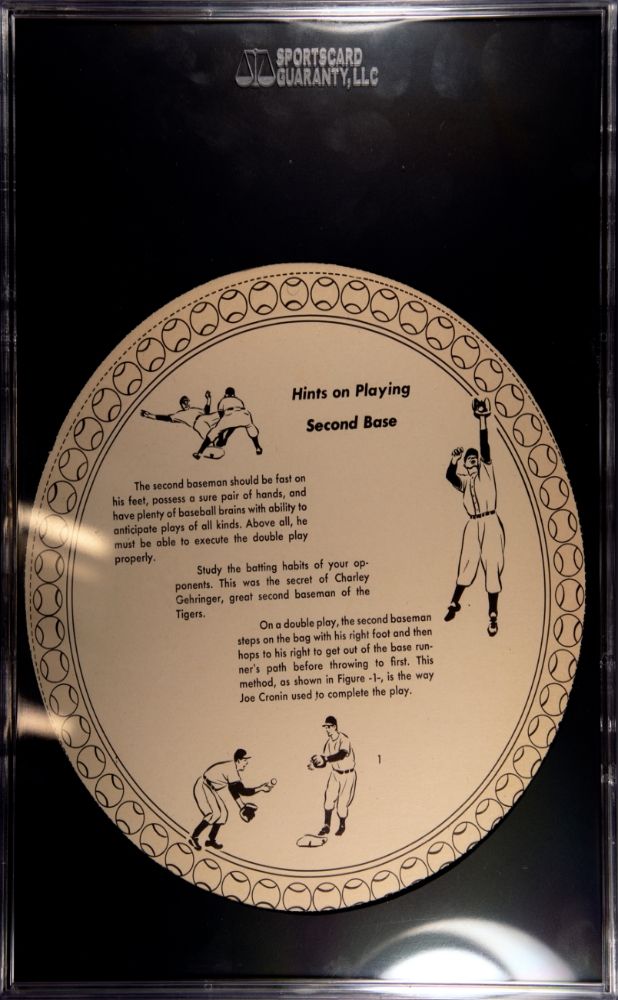 SPORTSCARD
GUARANTY, LLC
Hints on Playing
Second Base
The second baseman should be fast on
his feet, possess a sure pair of hands, and
have plenty of baseball brains with ability to
anticipate plays of all kinds. Above all, he
must be able to execute the double play
properly.
Study the batting habits of your op-
ponents. This was the secret of Charley
Gehringer, great second baseman of the
Tigers.
On a double play, the second baseman
steps on the bag with his right foot and then
hops to his right to get out of the base run-
ner's path before throwing to first. This
method, as shown in Figure -1-, is the way
Joe Cronin used to complete the play.
1